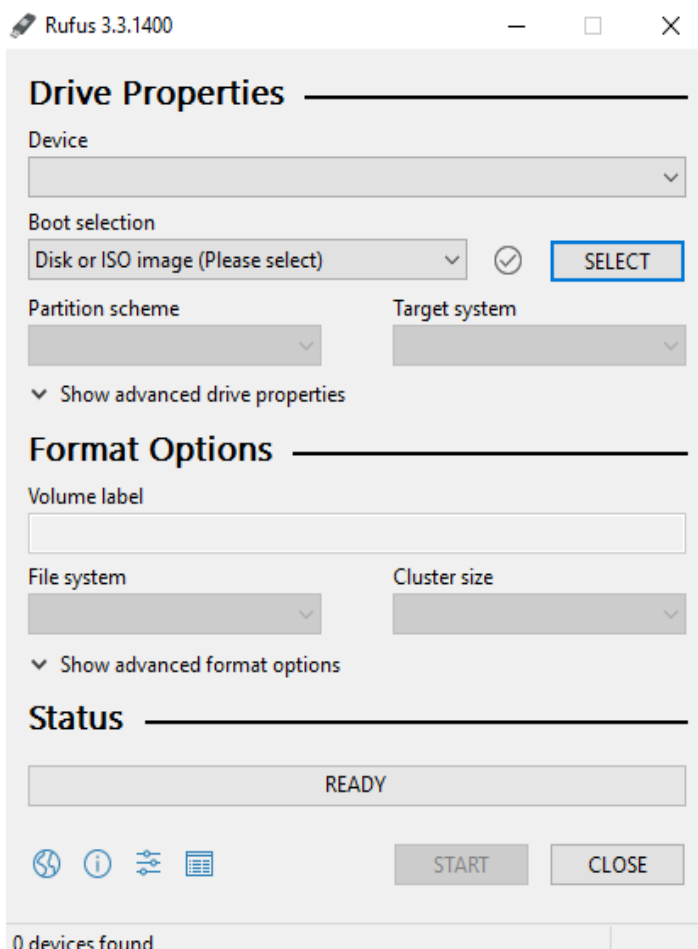 Rufus 3.3.1400
Drive Properties
Device
Boot selection
Disk or ISO image (Please select)
SELECT
Partition scheme
Target system
Show advanced drive properties
Format Options
Volume label
File system
Cluster size
Show advanced format options
Status
READY
START
CLOSE
0 devices found